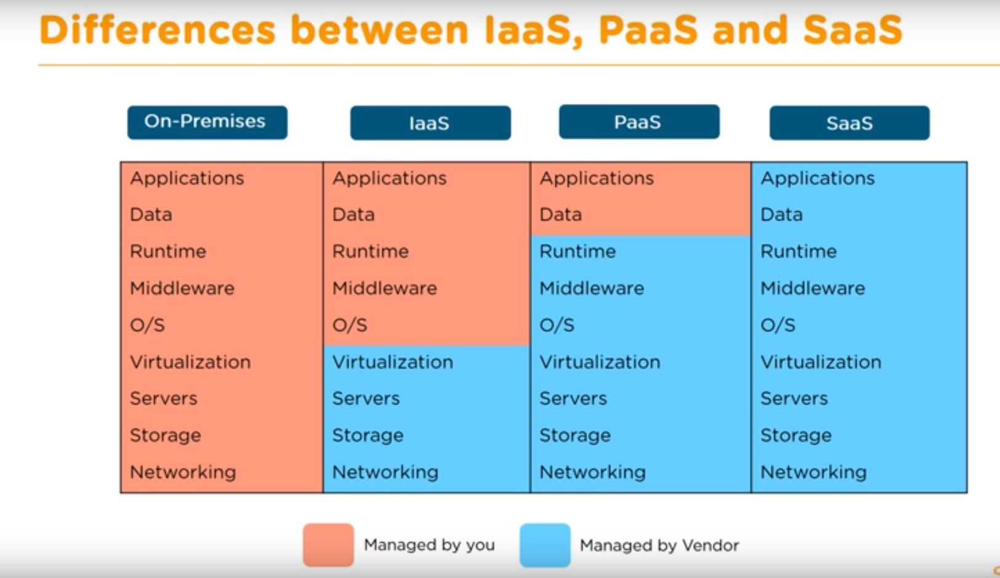 Differences between IaaS, PaaS and SaaS
On-Premises IaaS PaaS SaaS
Applications Applications Applications Applications
Data Data Data Data
Runtime Runtime Runtime Runtime
Middleware Middleware Middleware Middleware
O/S O/S O/S O/S
Virtualization Virtualization Virtualization Virtualization
Servers Servers Servers Servers
Storage Storage Storage Storage
Networking Networking Networking Networking
Managed by you Managed by Vendor